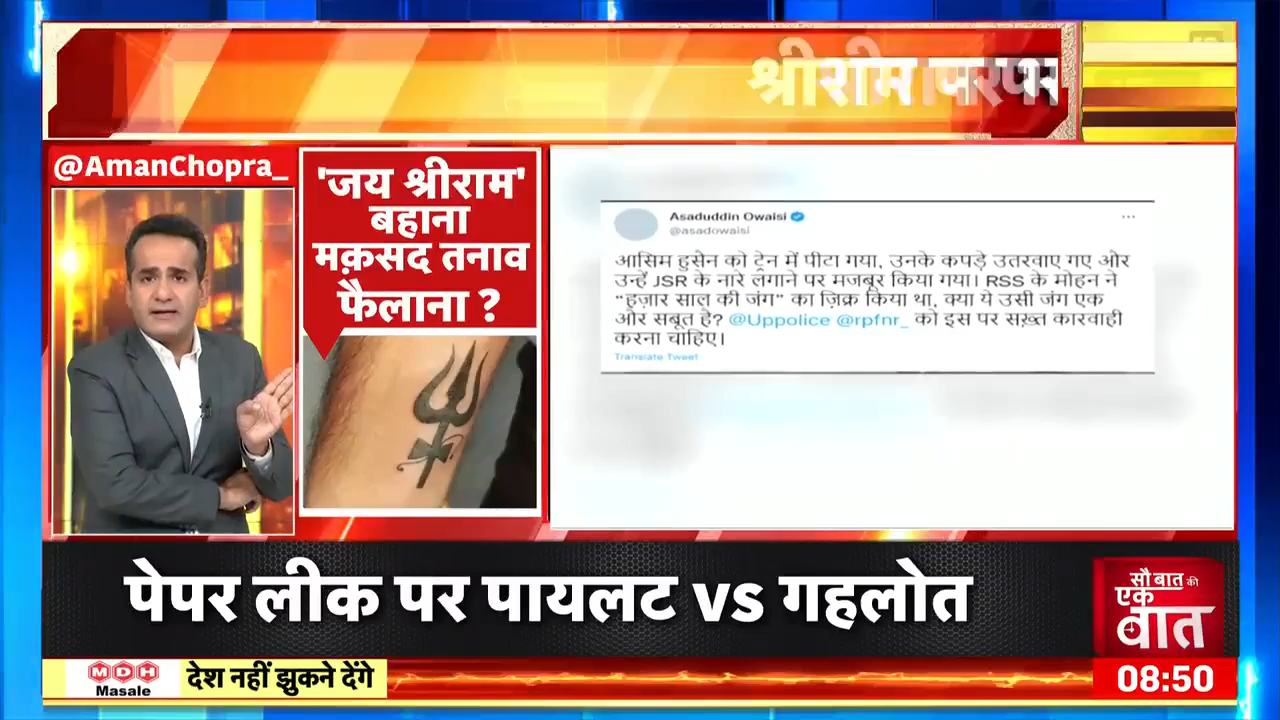 श्रीराम पर
@AmanChopra_
'जय श्रीराम'
बहाना
मक़सद तनाव
फैलाना ?
Asaduddin Owaisi
@asadowaisi
आसिम हुसैन को ट्रेन में पीटा गया, उनके कपड़े उतरवाए गए और
उन्हें JSR के नारे लगाने पर मजबूर किया गया। RSS के मोहन ने
“हज़ार साल की जंग” का ज़िक्र किया था, क्या ये उसी जंग एक
और सबूत है? @Uppolice @rpfnr_ को इस पर सख़्त कारवाही
करना चाहिए।
Translate Tweet
पेपर लीक पर पायलट vs गहलोत
सौ बात की
एक
बात
MDH
Masale
देश नहीं झुकने देंगे
08:50